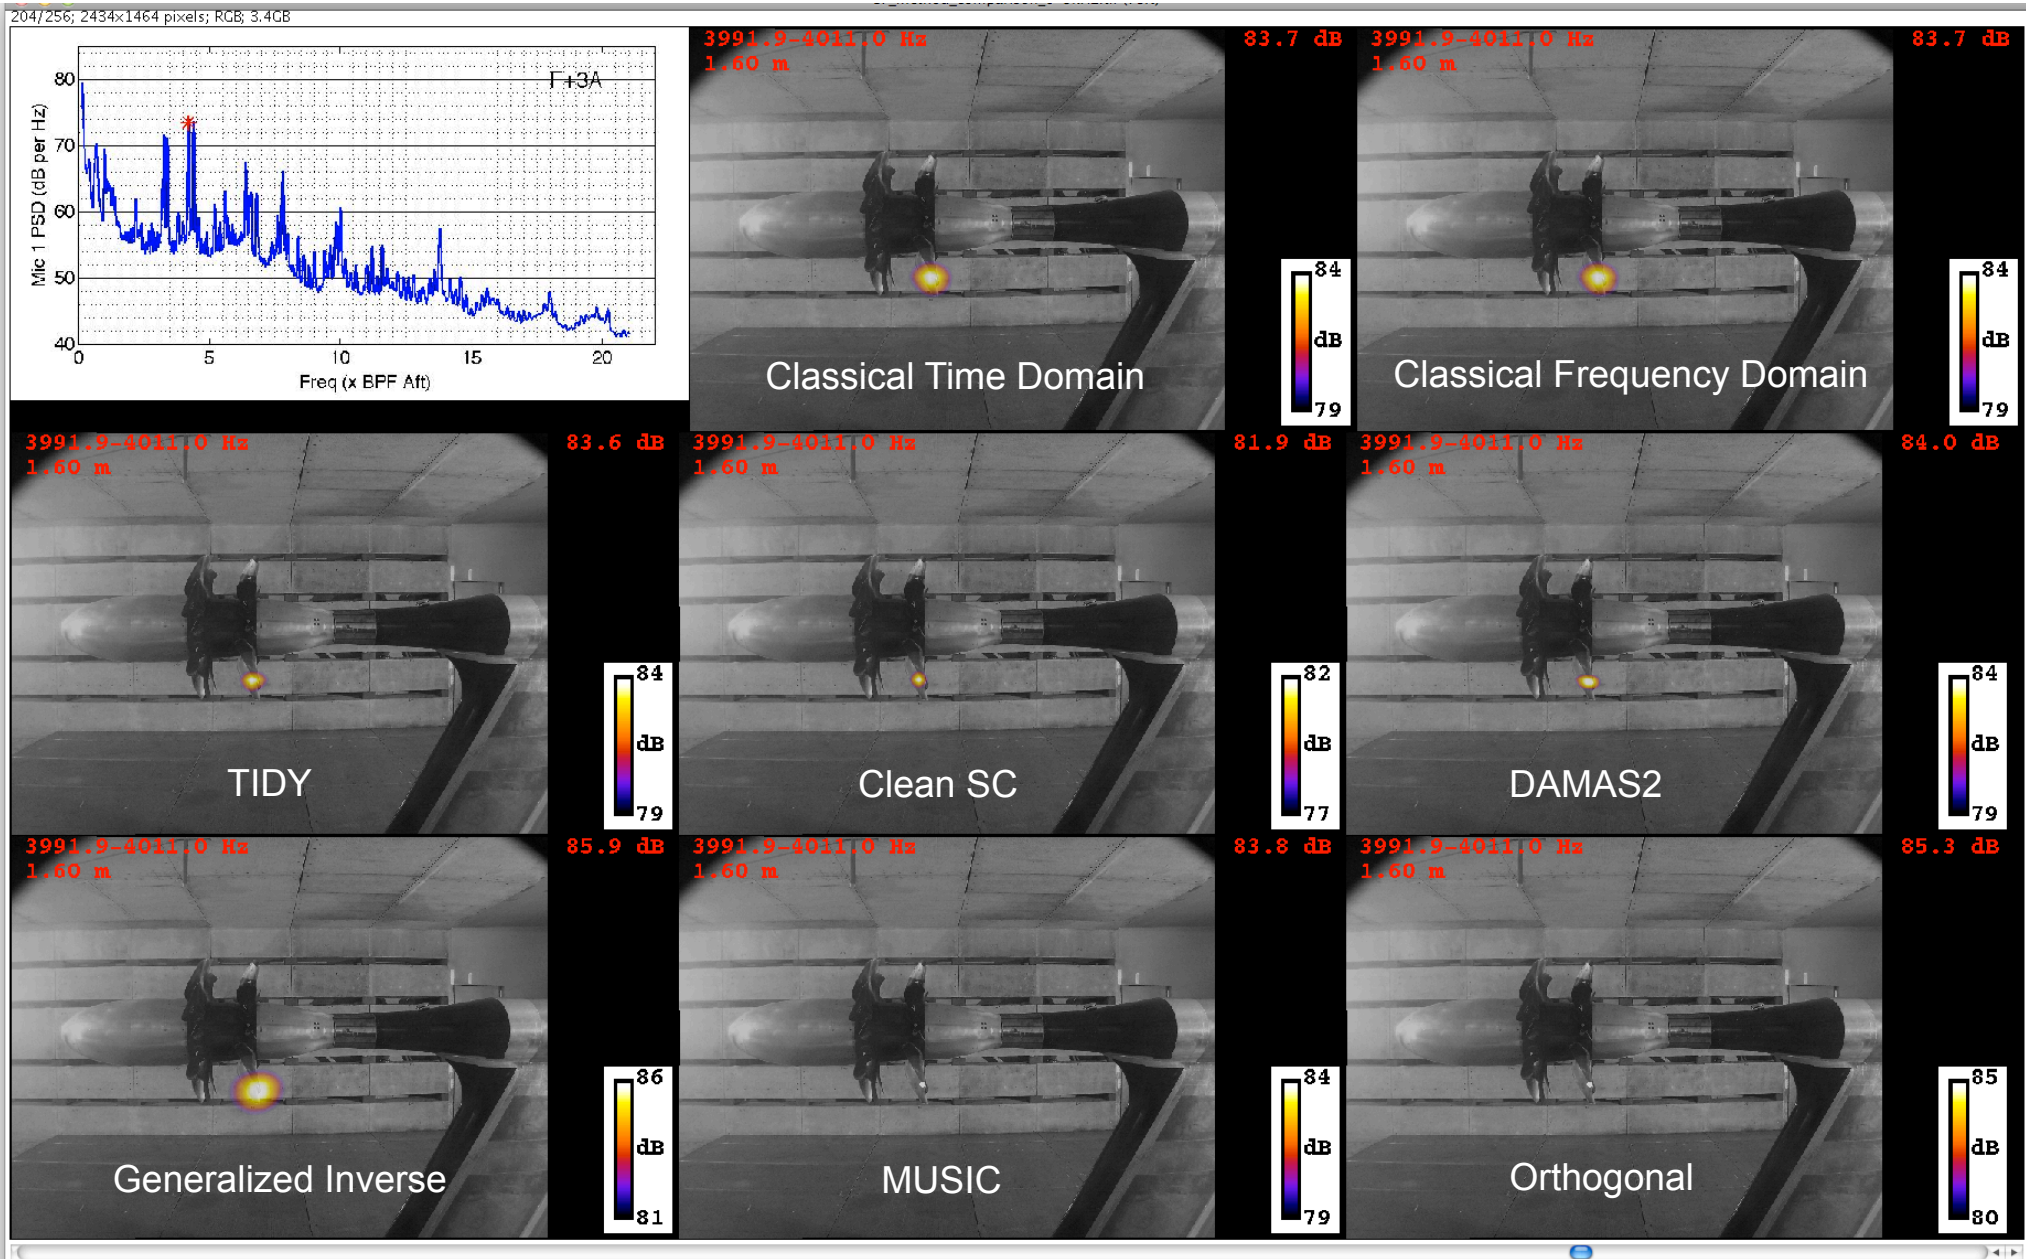 204/256; 2434x1464 pixels; RGB; 3.4GB
F+3A
80
70
60
50
40
Mic 1 PSD (dB per Hz)
0 5 10 15 20
Freq (x BPF Aft)
3991.9-4011.0 Hz 83.7 dB
1.60 m
84
dB
79
Classical Time Domain
3991.9-4011.0 Hz 83.7 dB
1.60 m
84
dB
79
Classical Frequency Domain
3991.9-4011.0 Hz 83.6 dB
1.60 m
84
dB
79
TIDY
3991.9-4011.0 Hz 81.9 dB
1.60 m
82
dB
77
Clean SC
3991.9-4011.0 Hz 84.0 dB
1.60 m
84
dB
79
DAMAS2
3991.9-4011.0 Hz 85.9 dB
1.60 m
86
dB
81
Generalized Inverse
3991.9-4011.0 Hz 83.8 dB
1.60 m
84
dB
79
MUSIC
3991.9-4011.0 Hz 85.3 dB
1.60 m
85
dB
80
Orthogonal